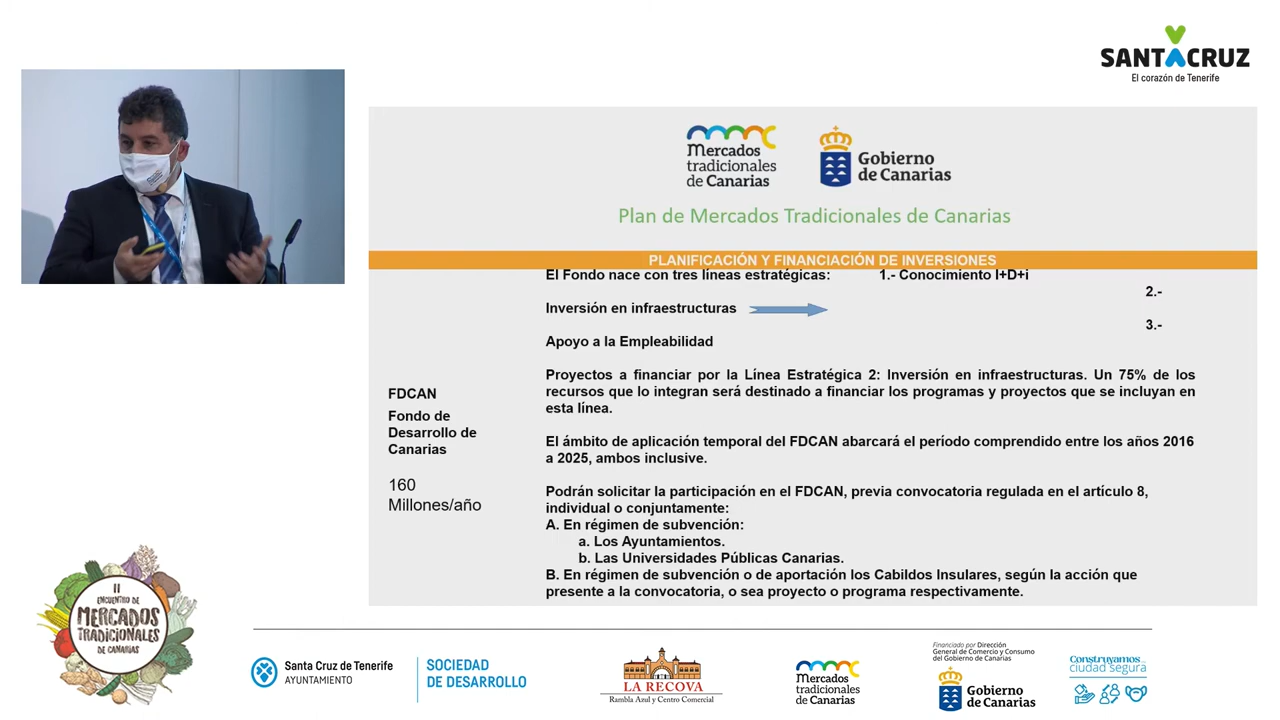 SANTACRUZ
El corazón de Tenerife
Mercados
tradicionales
de Canarias
Gobierno
de Canarias
Plan de Mercados Tradicionales de Canarias
PLANIFICACIÓN Y FINANCIACIÓN DE INVERSIONES
El Fondo nace con tres líneas estratégicas: 1.- Conocimiento I+D+i
2.-
Inversión en infraestructuras
3.-
Apoyo a la Empleabilidad
Proyectos a financiar por la Línea Estratégica 2: Inversión en infraestructuras. Un 75% de los
recursos que lo integran será destinado a financiar los programas y proyectos que se incluyan en
esta línea.
El ámbito de aplicación temporal del FDCAN abarcará el período comprendido entre los años 2016
a 2025, ambos inclusive.
Podrán solicitar la participación en el FDCAN, previa convocatoria regulada en el artículo 8,
individual o conjuntamente:
A. En régimen de subvención:
a. Los Ayuntamientos.
b. Las Universidades Públicas Canarias.
B. En régimen de subvención o de aportación los Cabildos Insulares, según la acción que
presente a la convocatoria, o sea proyecto o programa respectivamente.
FDCAN
Fondo de
Desarrollo de
Canarias
160
Millones/año
II
ENCUENTRO DE
MERCADOS
TRADICIONALES
DE CANARIAS
Santa Cruz de Tenerife
AYUNTAMIENTO
SOCIEDAD
DE DESARROLLO
LA RECOVA
Rambla Azul y Centro Comercial
Mercados
tradicionales
de Canarias
Financiado por Dirección
General de Comercio y Consumo
del Gobierno de Canarias
Gobierno
de Canarias
Construyamos
ciudad segura